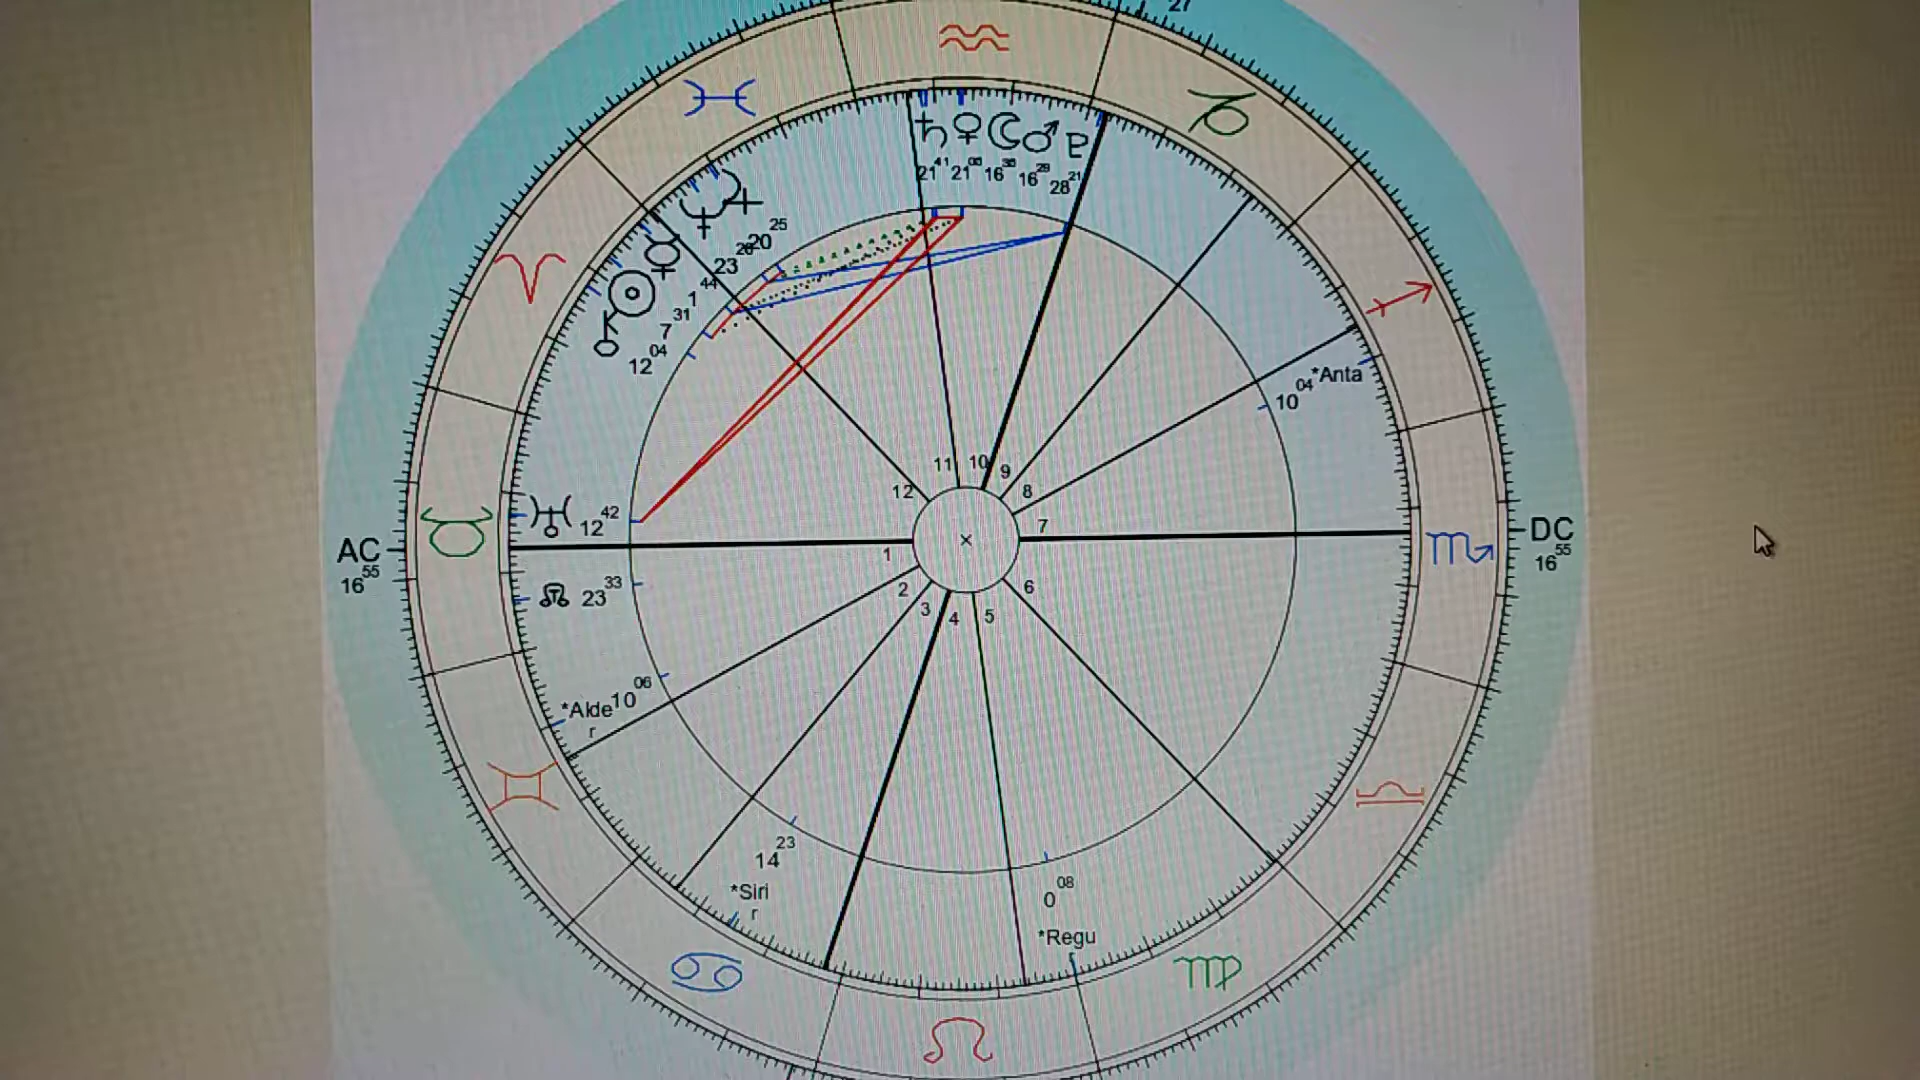 27
21 41 21 00 16 38 16 29 28 21
20 25
23 26
1 44
7 31
12 04
10 04 *Anta
11 10 9
12 8
7
12 42
AC
16 55
DC
16 55
1
23 33
2 6
3 4 5
*Alde 10 06
r
14 23
*Siri
r
0 08
*Regu
r